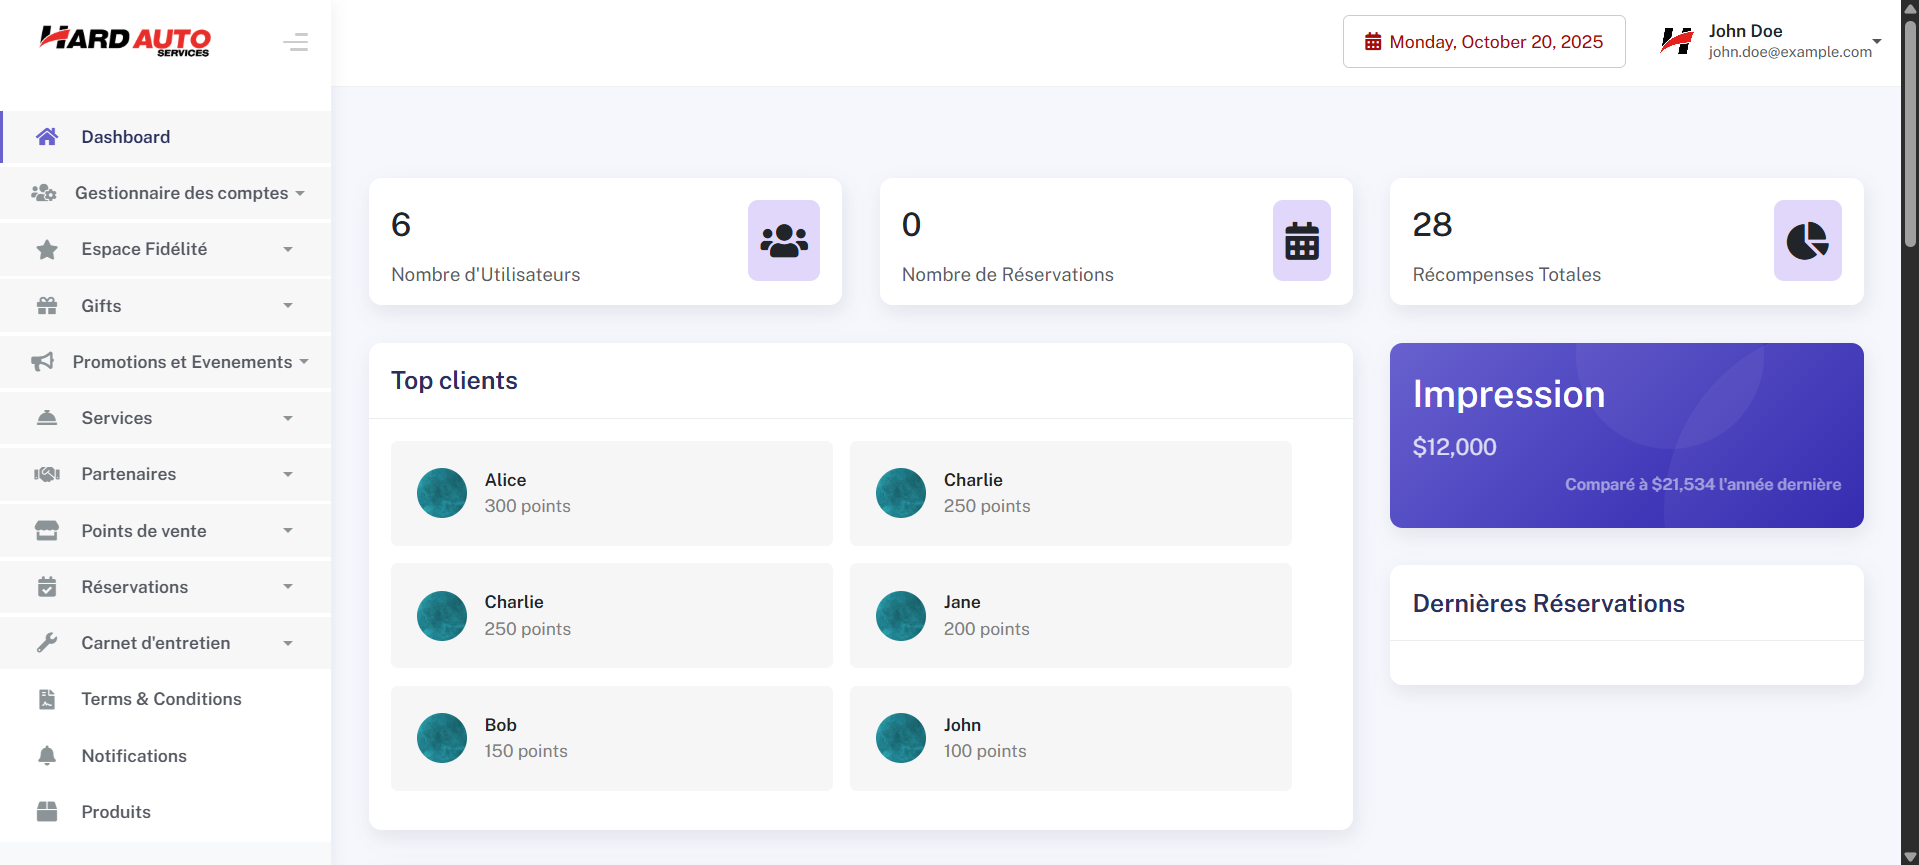 HARD AUTO
SERVICES
Monday, October 20, 2025
John Doe
john.doe@example.com
Dashboard
Gestionnaire des comptes
Espace Fidélité
Gifts
Promotions et Evenements
Services
Partenaires
Points de vente
Réservations
Carnet d'entretien
Terms & Conditions
Notifications
Produits
6
Nombre d'Utilisateurs
0
Nombre de Réservations
28
Récompenses Totales
Top clients
Alice
300 points
Charlie
250 points
Charlie
250 points
Jane
200 points
Bob
150 points
John
100 points
Impression
$12,000
Comparé à $21,534 l'année dernière
Dernières Réservations